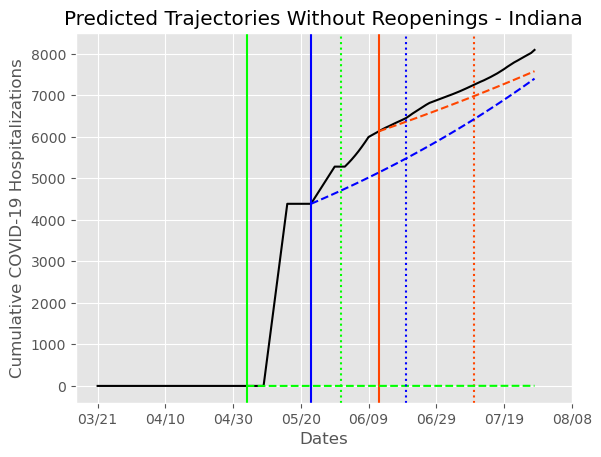 Predicted Trajectories Without Reopenings - Indiana
Cumulative COVID-19 Hospitalizations
8000
7000
6000
5000
4000
3000
2000
1000
0
03/21 04/10 04/30 05/20 06/09 06/29 07/19 08/08
Dates